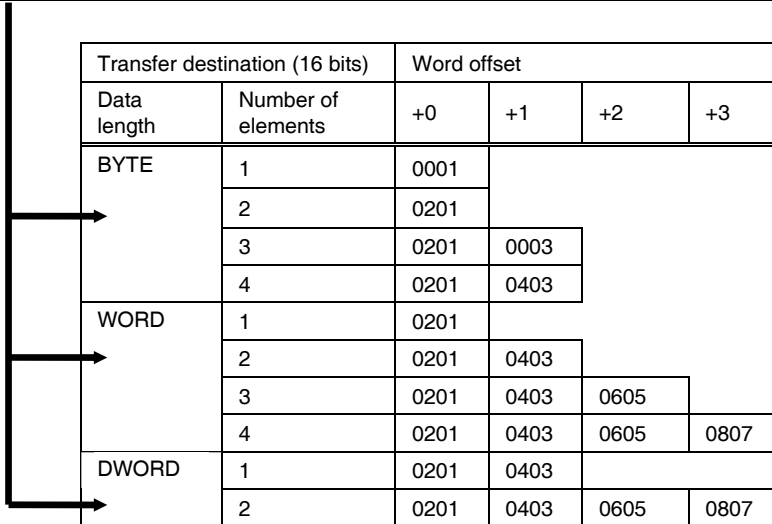 Transfer destination (16 bits) Word offset
Data length Number of elements +0 +1 +2 +3
BYTE 1 0001
2 0201
3 0201 0003
4 0201 0403
WORD 1 0201
2 0201 0403
3 0201 0403 0605
4 0201 0403 0605 0807
DWORD 1 0201 0403
2 0201 0403 0605 0807